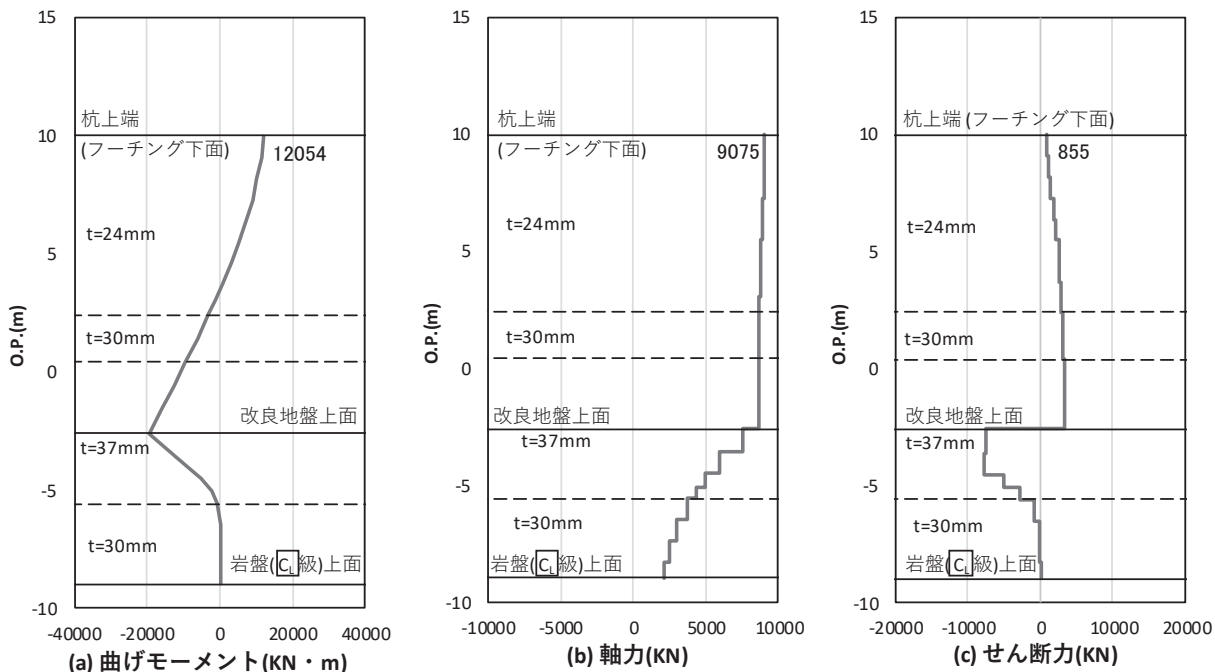 15
10
5
0
-5
-10
O.P.(m)
杭上端
(フーチング下面)
12054
t=24mm
t=30mm
改良地盤上面
t=37mm
t=30mm
岩盤(CL級)上面
-40000 -20000 0 20000 40000
(a) 曲げモーメント(KN・m)
15
10
5
0
-5
-10
O.P.(m)
杭上端
(フーチング下面)
9075
t=24mm
t=30mm
改良地盤上面
t=37mm
t=30mm
岩盤(CL級)上面
-10000 -5000 0 5000 10000
(b) 軸力(KN)
15
10
5
0
-5
-10
O.P.(m)
杭上端 (フーチング下面)
855
t=24mm
t=30mm
改良地盤上面
t=37mm
t=30mm
岩盤(CL級)上面
-20000 -10000 0 10000 20000
(c) せん断力(KN)